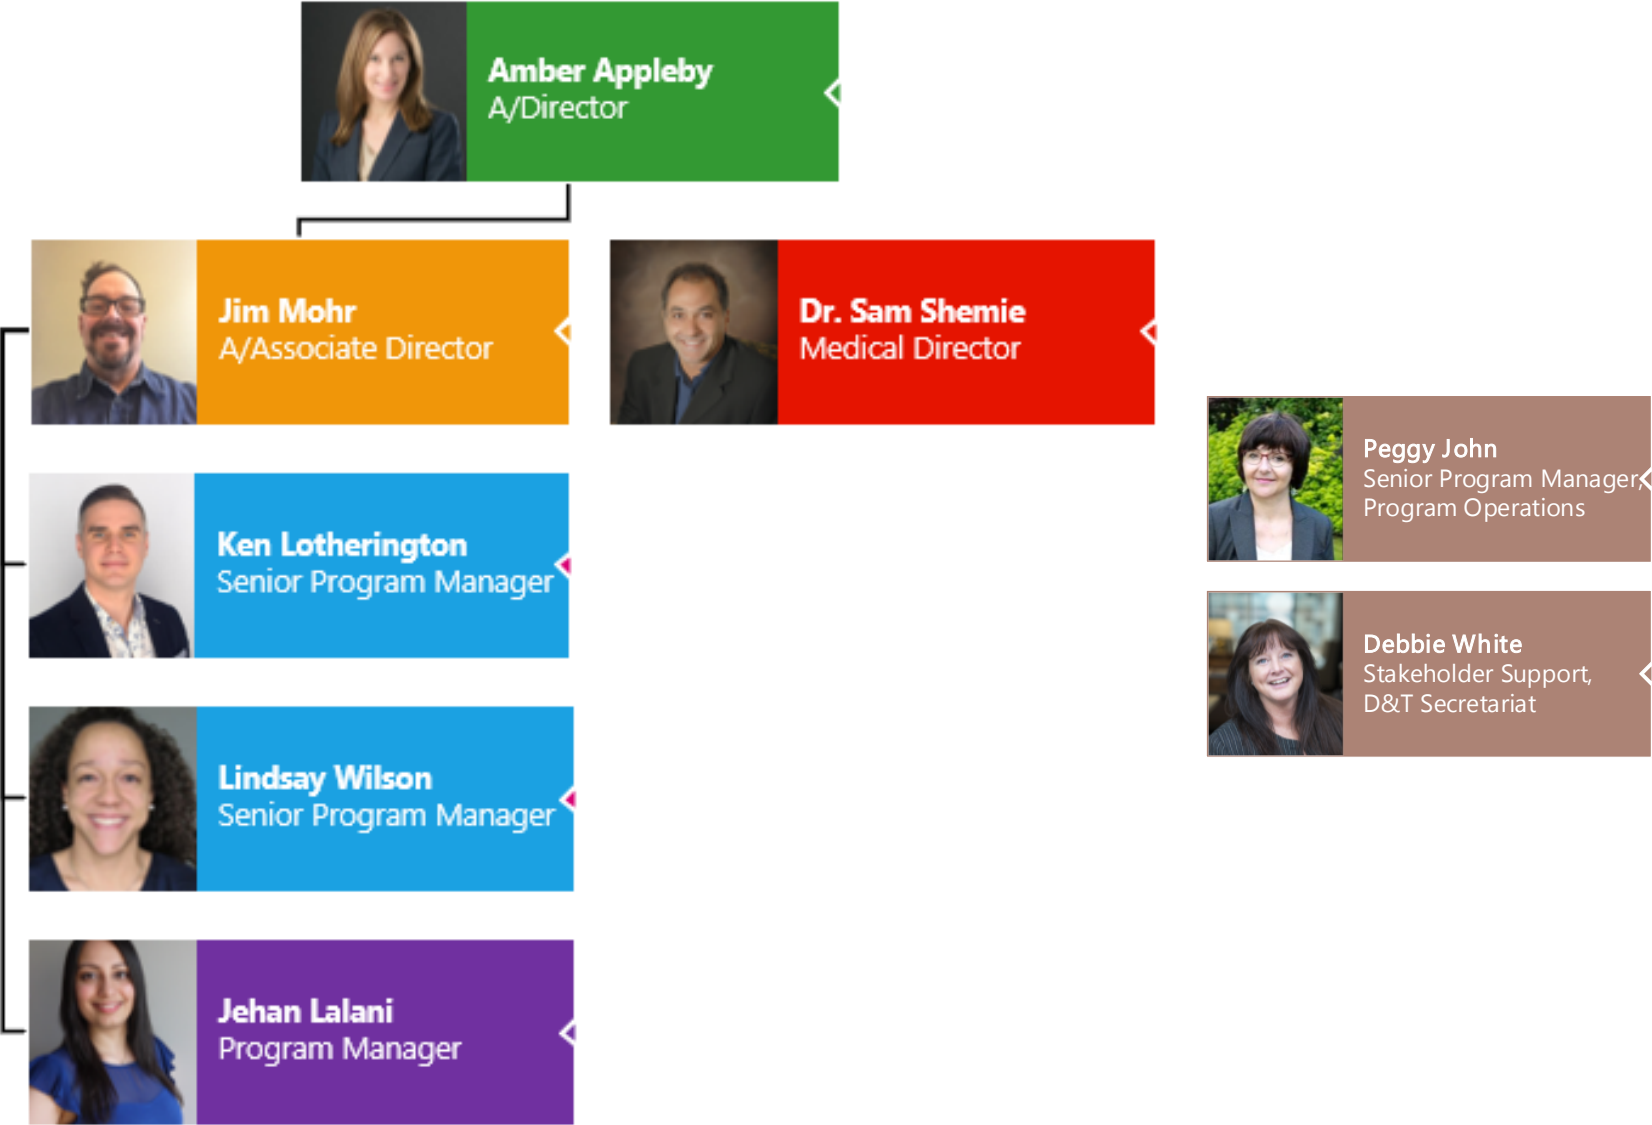 Amber Appleby
A/Director
Jim Mohr
A/Associate Director
Dr. Sam Shemie
Medical Director
Peggy John
Senior Program Manager,
Program Operations
Ken Lotherington
Senior Program Manager
Debbie White
Stakeholder Support,
D&T Secretariat
Lindsay Wilson
Senior Program Manager
Jehan Lalani
Program Manager